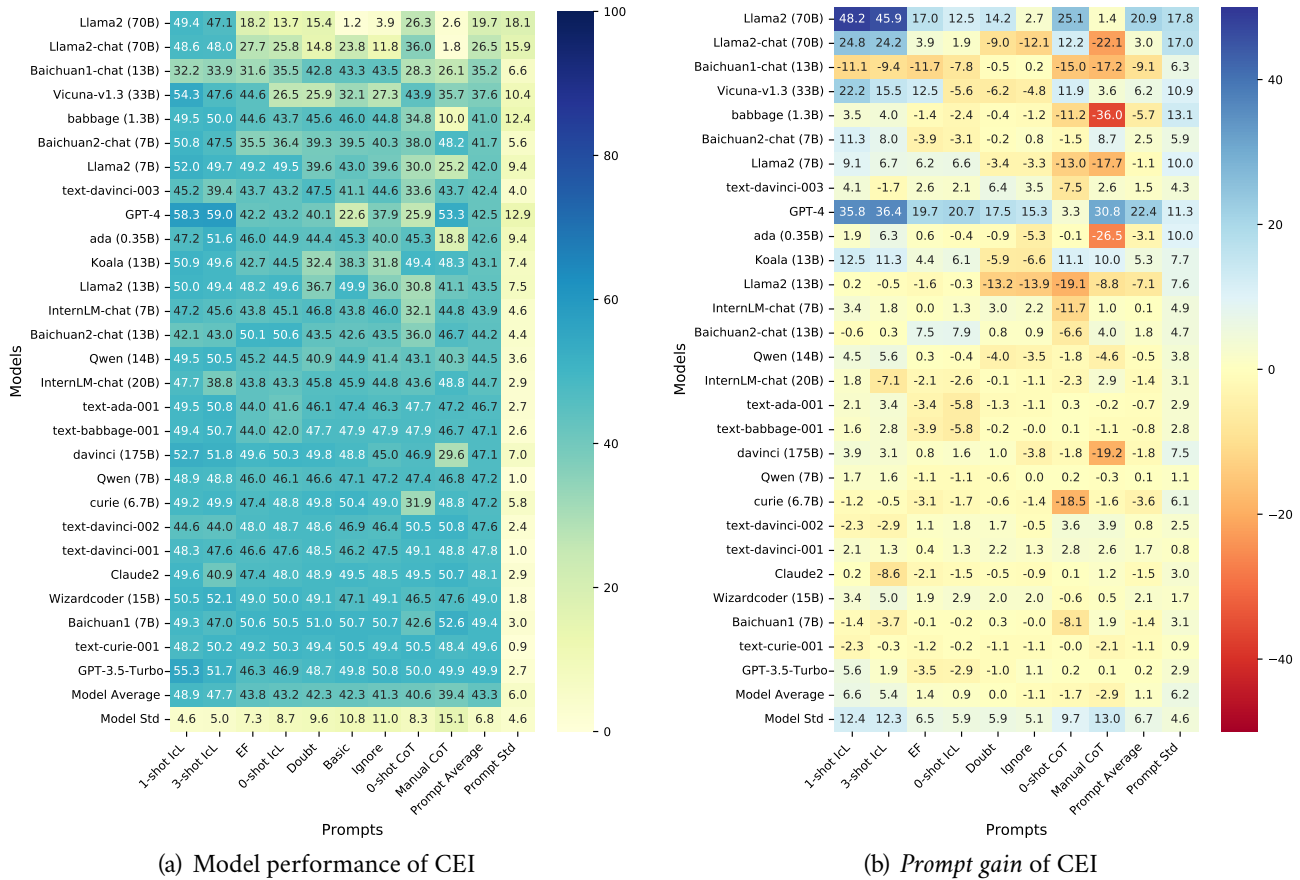 Models
Llama2 (70B) 49.4 47.1 18.2 13.7 15.4 1.2 3.9 26.3 2.6 19.7 18.1
Llama2-chat (70B) 48.6 48.0 27.7 25.8 14.8 23.8 11.8 36.0 1.8 26.5 15.9
Baichuan1-chat (13B) 32.2 33.9 31.6 35.5 42.8 43.3 43.5 28.3 26.1 35.2 6.6
Vicuna-v1.3 (33B) 54.3 47.6 44.6 26.5 25.9 32.1 27.3 43.9 35.7 37.6 10.4
babbage (1.3B) 49.5 50.0 44.6 43.7 45.6 46.0 44.8 34.8 10.0 41.0 12.4
Baichuan2-chat (7B) 50.8 47.5 35.5 36.4 39.3 39.5 40.3 38.0 48.2 41.7 5.6
Llama2 (7B) 52.0 49.7 49.2 49.5 39.6 43.0 39.6 30.0 25.2 42.0 9.4
text-davinci-003 45.2 39.4 43.7 43.2 47.5 41.1 44.6 33.6 43.7 42.4 4.0
GPT-4 58.3 59.0 42.2 43.2 40.1 22.6 37.9 25.9 53.3 42.5 12.9
ada (0.35B) 47.2 51.6 46.0 44.9 44.4 45.3 40.0 45.3 18.8 42.6 9.4
Koala (13B) 50.9 49.6 42.7 44.5 32.4 38.3 31.8 49.4 48.3 43.1 7.4
Llama2 (13B) 50.0 49.4 48.2 49.6 36.7 49.9 36.0 30.8 41.1 43.5 7.5
InternLM-chat (7B) 47.2 45.6 43.8 45.1 46.8 43.8 46.0 32.1 44.8 43.9 4.6
Baichuan2-chat (13B) 42.1 43.0 50.1 50.6 43.5 42.6 43.5 36.0 46.7 44.2 4.4
Qwen (14B) 49.5 50.5 45.2 44.5 40.9 44.9 41.4 43.1 40.3 44.5 3.6
InternLM-chat (20B) 47.7 38.8 43.8 43.3 45.8 45.9 44.8 43.6 48.8 44.7 2.9
text-ada-001 49.5 50.8 44.0 41.6 46.1 47.4 46.3 47.7 47.2 46.7 2.7
text-babbage-001 49.4 50.7 44.0 42.0 47.7 47.9 47.9 47.9 46.7 47.1 2.6
davinci (175B) 52.7 51.8 49.6 50.3 49.8 48.8 45.0 46.9 29.6 47.1 7.0
Qwen (7B) 48.9 48.8 46.0 46.1 46.6 47.1 47.2 47.4 46.8 47.2 1.0
curie (6.7B) 49.2 49.9 47.4 48.8 49.8 50.4 49.0 31.9 48.8 47.2 5.8
text-davinci-002 44.6 44.0 48.0 48.7 48.6 46.9 46.4 50.5 50.8 47.6 2.4
text-davinci-001 48.3 47.6 46.6 47.6 48.5 46.2 47.5 49.1 48.8 47.8 1.0
Claude2 49.6 40.9 47.4 48.0 48.9 49.5 48.5 49.5 50.7 48.1 2.9
Wizardcoder (15B) 50.5 52.1 49.0 50.0 49.1 47.1 49.1 46.5 47.6 49.0 1.8
Baichuan1 (7B) 49.3 47.0 50.6 50.5 51.0 50.7 50.7 42.6 52.6 49.4 3.0
text-curie-001 48.2 50.2 49.2 50.3 49.4 50.5 49.4 50.5 48.4 49.6 0.9
GPT-3.5-Turbo 55.3 51.7 46.3 46.9 48.7 49.8 50.8 50.0 49.9 49.9 2.7
Model Average 48.9 47.7 43.8 43.2 42.3 42.3 41.3 40.6 39.4 43.3 6.0
Model Std 4.6 5.0 7.3 8.7 9.6 10.8 11.0 8.3 15.1 6.8 4.6
1-shot IcL 3-shot IcL EF 0-shot IcL Doubt Basic Ignore 0-shot CoT Manual CoT Prompt Average Prompt Std
Prompts
100
80
60
40
20
0
(a) Model performance of CEI
Models
Llama2 (70B) 48.2 45.9 17.0 12.5 14.2 2.7 25.1 1.4 20.9 17.8
Llama2-chat (70B) 24.8 24.2 3.9 1.9 -9.0 -12.1 12.2 -22.1 3.0 17.0
Baichuan1-chat (13B) -11.1 -9.4 -11.7 -7.8 -0.5 0.2 -15.0 -17.2 -9.1 6.3
Vicuna-v1.3 (33B) 22.2 15.5 12.5 -5.6 -6.2 -4.8 11.9 3.6 6.2 10.9
babbage (1.3B) 3.5 4.0 -1.4 -2.4 -0.4 -1.2 -11.2 -36.0 -5.7 13.1
Baichuan2-chat (7B) 11.3 8.0 -3.9 -3.1 -0.2 0.8 -1.5 8.7 2.5 5.9
Llama2 (7B) 9.1 6.7 6.2 6.6 -3.4 -3.3 -13.0 -17.7 -1.1 10.0
text-davinci-003 4.1 -1.7 2.6 2.1 6.4 3.5 -7.5 2.6 1.5 4.3
GPT-4 35.8 36.4 19.7 20.7 17.5 15.3 3.3 30.8 22.4 11.3
ada (0.35B) 1.9 6.3 0.6 -0.4 -0.9 -5.3 -0.1 -26.5 -3.1 10.0
Koala (13B) 12.5 11.3 4.4 6.1 -5.9 -6.6 11.1 10.0 5.3 7.7
Llama2 (13B) 0.2 -0.5 -1.6 -0.3 -13.2 -13.9 -19.1 -8.8 -7.1 7.6
InternLM-chat (7B) 3.4 1.8 0.0 1.3 3.0 2.2 -11.7 1.0 0.1 4.9
Baichuan2-chat (13B) -0.6 0.3 7.5 7.9 0.8 0.9 -6.6 4.0 1.8 4.7
Qwen (14B) 4.5 5.6 0.3 -0.4 -4.0 -3.5 -1.8 -4.6 -0.5 3.8
InternLM-chat (20B) 1.8 -7.1 -2.1 -2.6 -0.1 -1.1 -2.3 2.9 -1.4 3.1
text-ada-001 2.1 3.4 -3.4 -5.8 -1.3 -1.1 0.3 -0.2 -0.7 2.9
text-babbage-001 1.6 2.8 -3.9 -5.8 -0.2 -0.0 0.1 -1.1 -0.8 2.8
davinci (175B) 3.9 3.1 0.8 1.6 1.0 -3.8 -1.8 -19.2 -1.8 7.5
Qwen (7B) 1.7 1.6 -1.1 -0.9 -0.6 0.0 0.2 -0.3 0.1 1.1
curie (6.7B) -1.2 -0.5 -3.1 -1.7 -0.6 -1.4 -18.5 -1.6 -3.6 6.1
text-davinci-002 -2.3 -2.9 1.1 1.8 1.7 -0.5 3.6 3.9 0.8 2.5
text-davinci-001 2.1 1.3 0.4 1.3 2.2 1.3 2.8 2.6 1.7 0.8
Claude2 0.2 -8.6 -2.1 -1.5 -0.5 -0.9 0.1 1.2 -1.5 3.0
Wizardcoder (15B) 3.4 5.0 1.9 2.9 2.0 2.0 -0.6 0.5 2.1 1.7
Baichuan1 (7B) -1.4 -3.7 -0.1 -0.2 0.3 -0.0 -8.1 1.9 -1.4 3.1
text-curie-001 -2.3 -0.3 -1.2 -0.2 -1.1 -1.1 -0.0 -2.1 -1.1 0.9
GPT-3.5-Turbo 5.6 1.9 -3.5 -2.9 -1.0 1.1 0.2 0.1 0.2 2.9
Model Average 6.6 5.4 1.4 0.9 0.0 -1.1 -1.7 -2.9 1.1 6.2
Model Std 12.4 12.3 6.5 5.9 5.9 5.1 9.7 13.0 6.7 4.6
1-shot IcL 3-shot IcL EF 0-shot IcL Doubt Ignore 0-shot CoT Manual CoT Prompt Average Prompt Std
Prompts
40
20
0
−20
−40
(b) Prompt gain of CEI